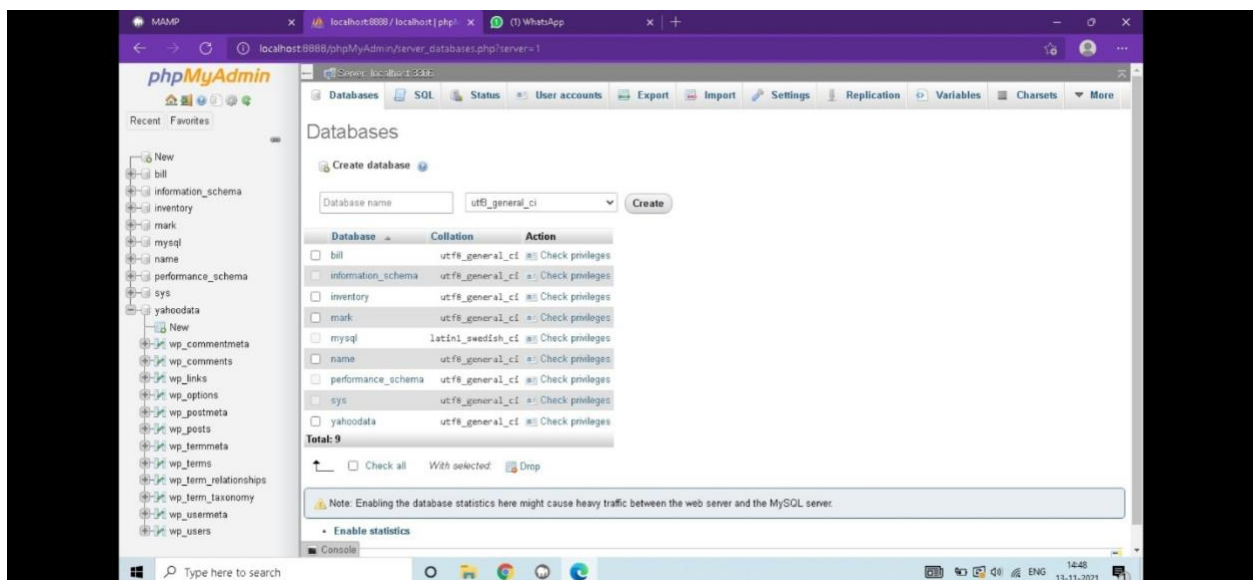 MAMP
localhost:8888 / localhost | php
(1) WhatsApp
localhost:8888/phpMyAdmin/server_databases.php?server=1
phpMyAdmin
Recent Favorites
New
bill
information_schema
inventory
mark
mysql
name
performance_schema
sys
yahoodata
New
wp_commentmeta
wp_comments
wp_links
wp_options
wp_postmeta
wp_posts
wp_termmeta
wp_terms
wp_term_relationships
wp_term_taxonomy
wp_usermeta
wp_users
Server: localhost:3306
Databases SQL Status User accounts Export Import Settings Replication Variables Charsets More
Databases
Create database
Database name utf8_general_ci Create
Database Collation Action
bill utf8_general_ci Check privileges
information_schema utf8_general_ci Check privileges
inventory utf8_general_ci Check privileges
mark utf8_general_ci Check privileges
mysql latin1_swedish_ci Check privileges
name utf8_general_ci Check privileges
performance_schema utf8_general_ci Check privileges
sys utf8_general_ci Check privileges
yahoodata utf8_general_ci Check privileges
Total: 9
Check all With selected: Drop
Note: Enabling the database statistics here might cause heavy traffic between the web server and the MySQL server.
Enable statistics
Console
Type here to search
ENG
14:48
13-11-2021